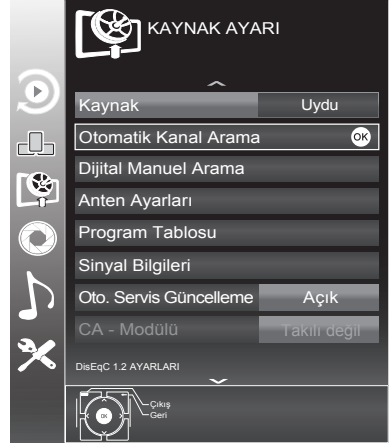 KAYNAK AYARI
Kaynak Uydu
Otomatik Kanal Arama OK
Dijital Manuel Arama
Anten Ayarları
Program Tablosu
Sinyal Bilgileri
Oto. Servis Güncelleme Açık
CA - Modülü Takılı değil
DisEqC 1.2 AYARLARI
Çıkış
OK Geri